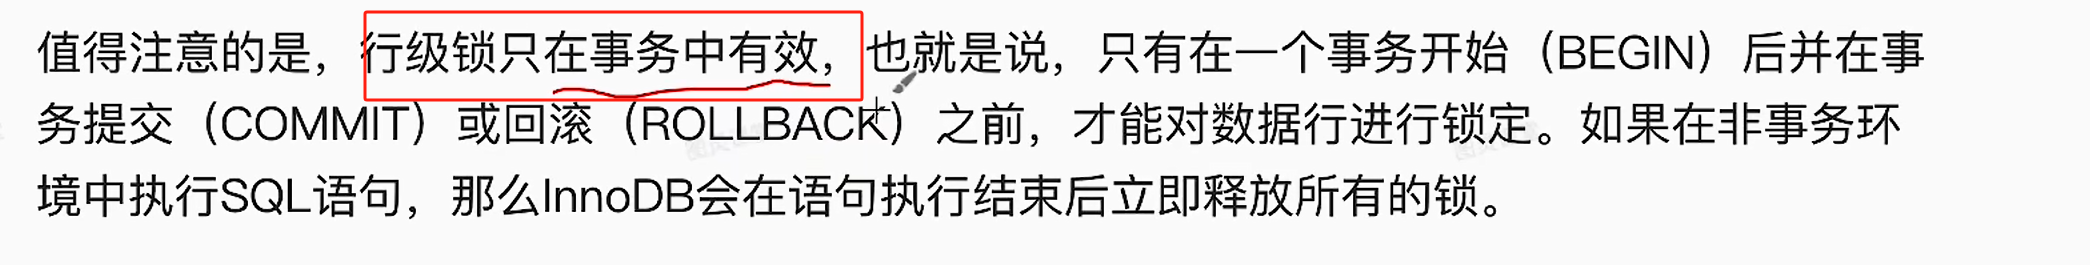 值得注意的是，行级锁只在事务中有效，也就是说，只有在一个事务开始（BEGIN）后并在事
务提交（COMMIT）或回滚（ROLLBACK）之前，才能对数据行进行锁定。如果在非事务环
境中执行SQL语句，那么InnoDB会在语句执行结束后立即释放所有的锁。